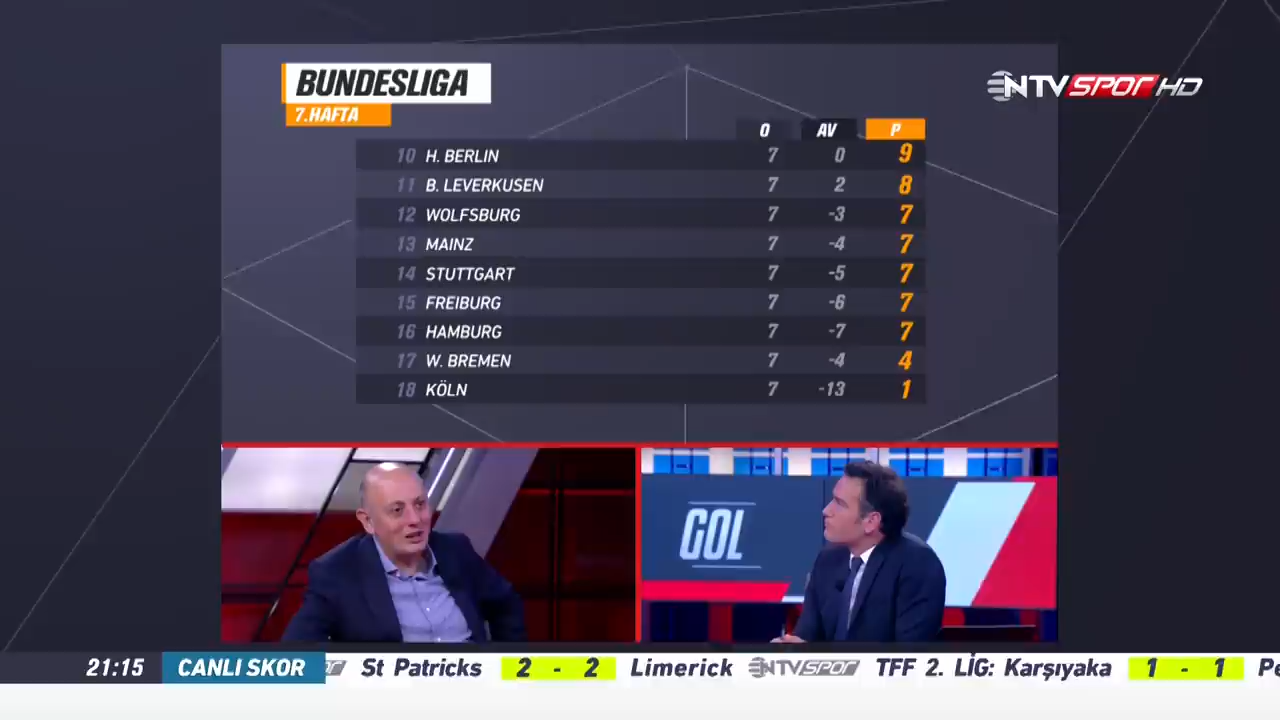 BUNDESLIGA
NTVSPOR HD
7.HAFTA
O AV P
10 H. BERLIN 7 0 9
11 B. LEVERKUSEN 7 2 8
12 WOLFSBURG 7 -3 7
13 MAINZ 7 -4 7
14 STUTTGART 7 -5 7
15 FREIBURG 7 -6 7
16 HAMBURG 7 -7 7
17 W. BREMEN 7 -4 4
18 KÖLN 7 -13 1
GOL
21:15 CANLI SKOR St Patricks 2 - 2 Limerick NTVSPOR TFF 2. LİG: Karşıyaka 1 - 1